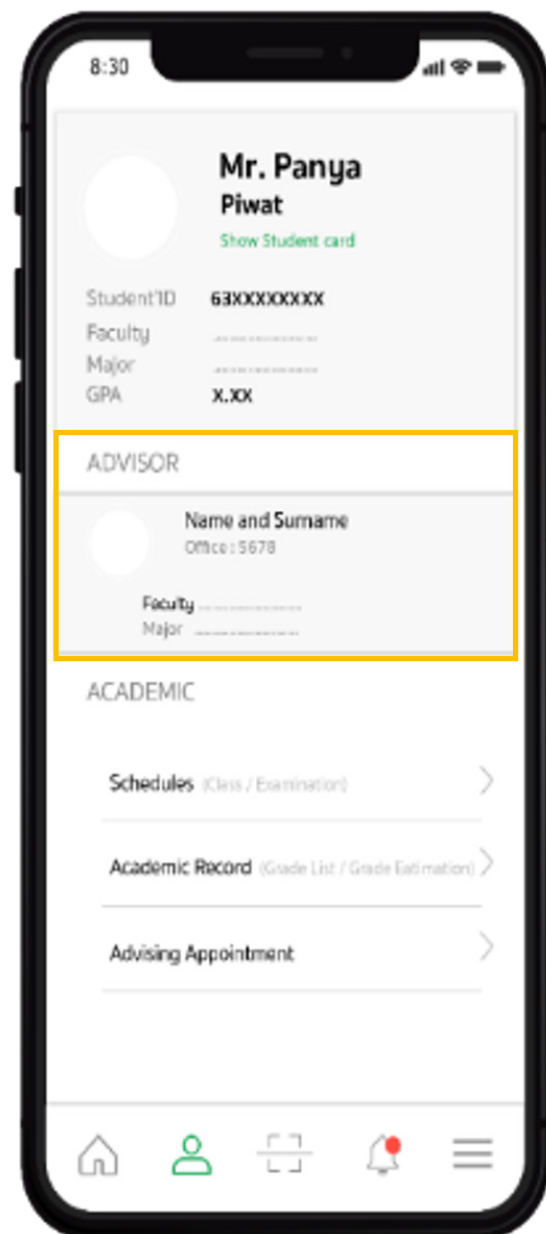 8:30
Mr. Panya
Piwat
Show Student card
Student'ID 63XXXXXXXX
Faculty ........................
Major ........................
GPA X.XX
ADVISOR
Name and Surname
Office : 5678
Faculty ........................
Major ........................
ACADEMIC
Schedules (Class / Examination)
Academic Record (Grade List / Grade Eatimation)
Advising Appointment